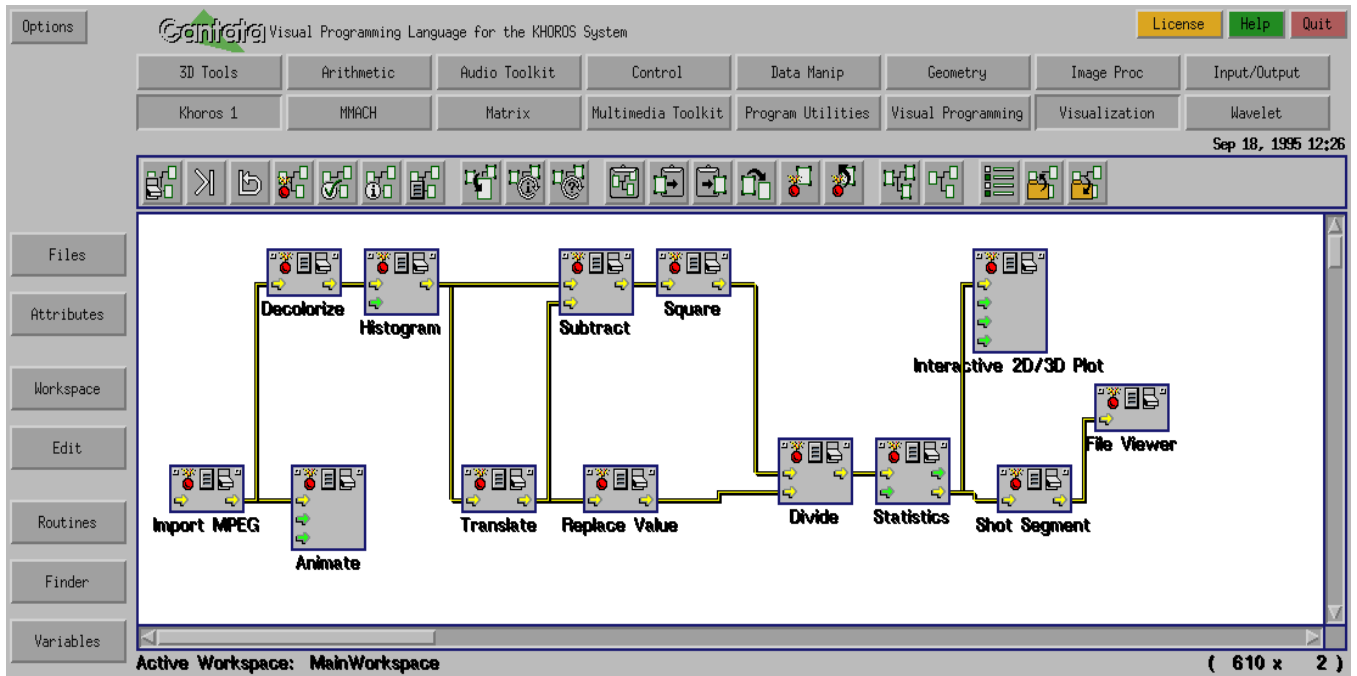 Options
Cantata Visual Programming Language for the KHOROS System
License Help Quit
3D Tools Arithmetic Audio Toolkit Control Data Manip Geometry Image Proc Input/Output
Khoros 1 MMACH Matrix Multimedia Toolkit Program Utilities Visual Programming Visualization Wavelet
Sep 18, 1995 12:26
Files
Attributes
Workspace
Edit
Routines
Finder
Variables
Decolorize
Histogram
Subtract
Square
Interactive 2D/3D Plot
File Viewer
Import MPEG
Animate
Translate
Replace Value
Divide
Statistics
Shot Segment
Active Workspace: MainWorkspace
( 610 x 2 )